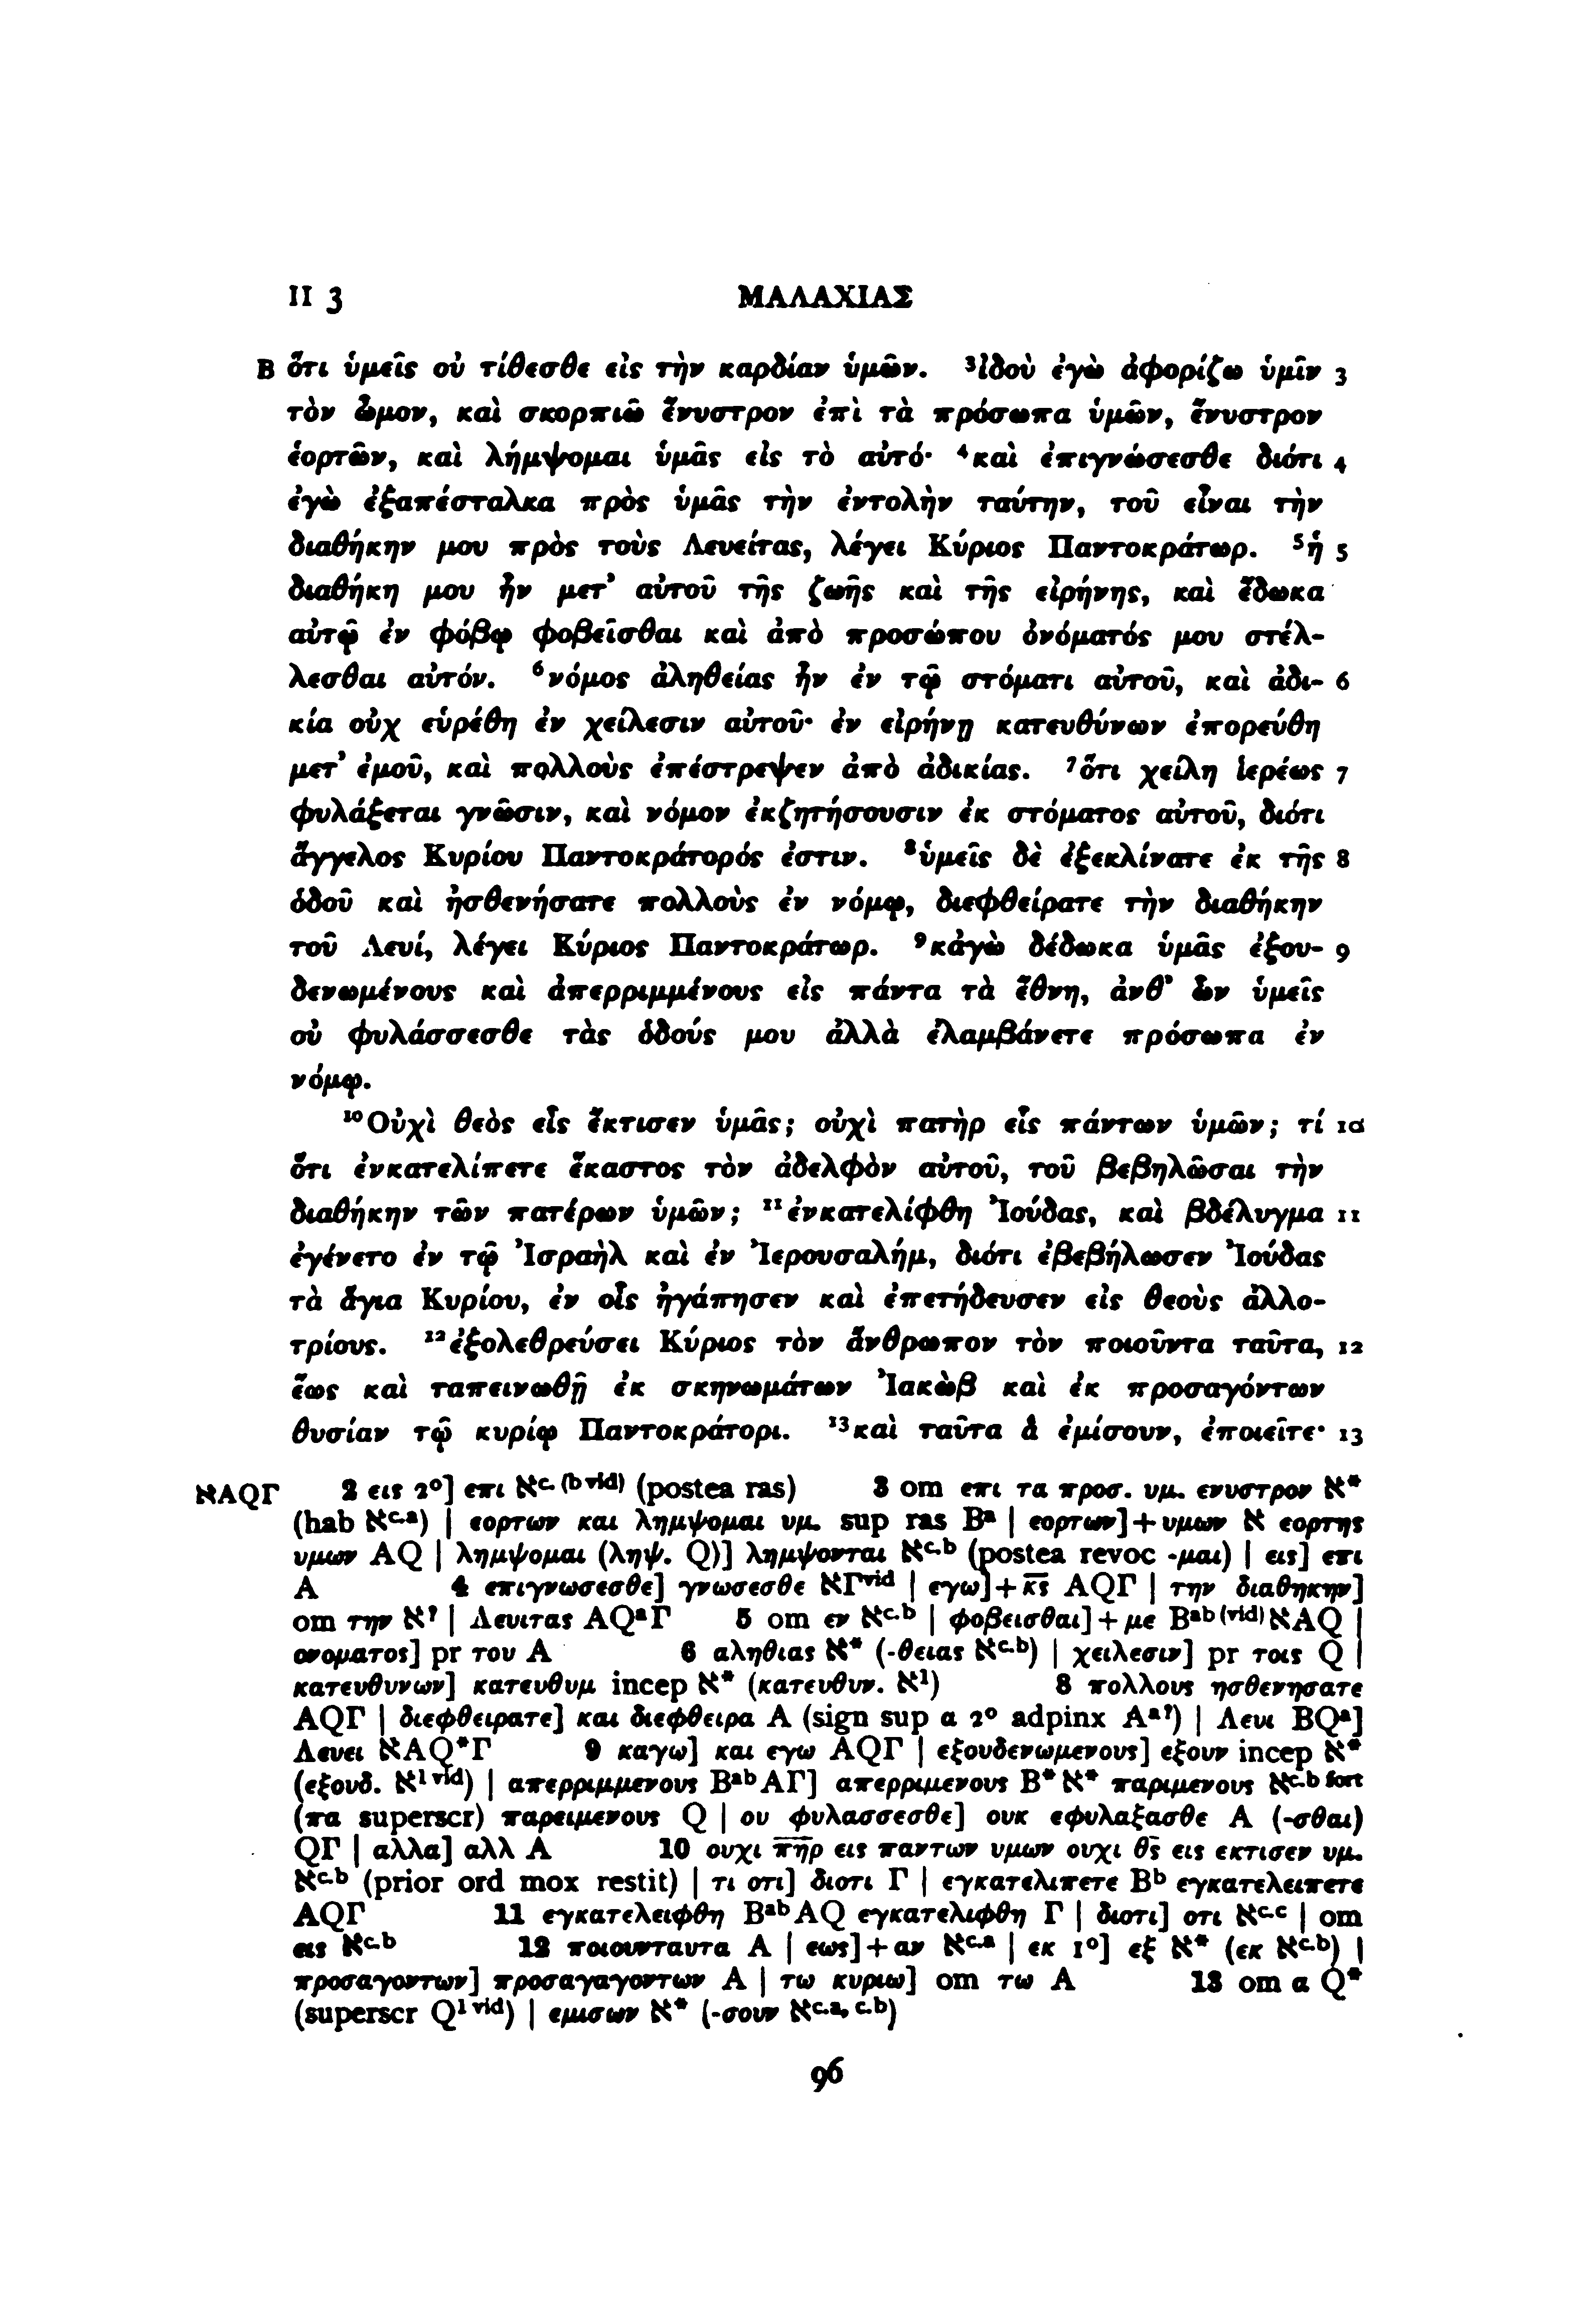 II 3 ΜΑΛΑΧΙΑΣ
B ὅτι ὑμεῖς οὐ τίθεσθε εἰς τὴν καρδίαν ὑμῶν. ³ἰδοὺ ἐγὼ ἀφορίζω ὑμῖν 3
τὸν ὦμον, καὶ σκορπιῶ ἔνυστρον ἐπὶ τὰ πρόσωπα ὑμῶν, ἔνυστρον
ἑορτῶν, καὶ λήμψομαι ὑμᾶς εἰς τὸ αὐτό· ⁴καὶ ἐπιγνώσεσθε διότι 4
ἐγὼ ἐξαπέσταλκα πρὸς ὑμᾶς τὴν ἐντολὴν ταύτην, τοῦ εἶναι τὴν
διαθήκην μου πρὸς τοὺς Λευείτας, λέγει Κύριος Παντοκράτωρ. ⁵ἡ 5
διαθήκη μου ἦν μετ᾽ αὐτοῦ τῆς ζωῆς καὶ τῆς εἰρήνης, καὶ ἔδωκα
αὐτῷ ἐν φόβῳ φοβεῖσθαι καὶ ἀπὸ προσώπου ὀνόματός μου στέλ-
λεσθαι αὐτόν. ⁶νόμος ἀληθείας ἦν ἐν τῷ στόματι αὐτοῦ, καὶ ἀδι- 6
κία οὐχ εὑρέθη ἐν χείλεσιν αὐτοῦ· ἐν εἰρήνῃ κατευθύνων ἐπορεύθη
μετ᾽ ἐμοῦ, καὶ πολλοὺς ἐπέστρεψεν ἀπὸ ἀδικίας. ⁷ὅτι χείλη ἱερέως 7
φυλάξεται γνῶσιν, καὶ νόμον ἐκζητήσουσιν ἐκ στόματος αὐτοῦ, διότι
ἄγγελος Κυρίου Παντοκράτορός ἐστιν. ⁸ὑμεῖς δὲ ἐξεκλίνατε ἐκ τῆς 8
ὁδοῦ καὶ ἠσθενήσατε πολλοὺς ἐν νόμῳ, διεφθείρατε τὴν διαθήκην
τοῦ Λευί, λέγει Κύριος Παντοκράτωρ. ⁹κἀγὼ δέδωκα ὑμᾶς ἐξου- 9
δενωμένους καὶ ἀπερριμμένους εἰς πάντα τὰ ἔθνη, ἀνθ᾽ ὧν ὑμεῖς
οὐ φυλάσσεσθε τὰς ὁδούς μου ἀλλὰ ἐλαμβάνετε πρόσωπα ἐν
νόμῳ.
¹⁰Οὐχὶ θεὸς εἷς ἔκτισεν ὑμᾶς; οὐχὶ πατὴρ εἷς πάντων ὑμῶν; τί 10
ὅτι ἐνκατελίπετε ἕκαστος τὸν ἀδελφὸν αὐτοῦ, τοῦ βεβηλῶσαι τὴν
διαθήκην τῶν πατέρων ὑμῶν; ¹¹ἐνκατελίφθη Ἰούδας, καὶ βδέλυγμα 11
ἐγένετο ἐν τῷ Ἰσραὴλ καὶ ἐν Ἰερουσαλήμ, διότι ἐβεβήλωσεν Ἰούδας
τὰ ἅγια Κυρίου, ἐν οἷς ἠγάπησεν καὶ ἐπετήδευσεν εἰς θεοὺς ἀλλο-
τρίους. ¹²ἐξολεθρεύσει Κύριος τὸν ἄνθρωπον τὸν ποιοῦντα ταῦτα, 12
ἕως καὶ ταπεινωθῇ ἐκ σκηνωμάτων Ἰακὼβ καὶ ἐκ προσαγόντων
θυσίαν τῷ κυρίῳ Παντοκράτορι. ¹³καὶ ταῦτα ἃ ἐμίσουν, ἐποιεῖτε· 13
אAQΓ 2 εις 2°] επι א^c.(b vid) (postea ras) 3 om επι τα προσ. υμ. ενυστρον א*
(hab א^c.a) | εορτων και λημψομαι υμ. sup ras B^a | εορτων]+υμων א εορτης
υμων AQ | λημψομαι (ληψ. Q)] λημψονται א^c.b (postea revoc -μαι) | εις] επι
A 4 επιγνωσεσθε] γνωσεσθε אΓ^vid | εγω]+κ̅ς̅ AQΓ | την διαθηκην]
om την א^? | Λευιτας AQ^aΓ 5 om εν א^c.b | φοβεισθαι]+με B^ab(vid)אAQ |
ονοματος] pr του A 6 αληθιας א* (-θειας א^c.b) | χειλεσιν] pr τοις Q |
κατευθυνων] κατευθυμ incep א* (κατευθυν. א¹) 8 πολλους ησθενησατε
AQΓ | διεφθειρατε] και διεφθειρα A (sign sup α 2° adpinx A^a?) | Λευι BQ^a]
Λευει אAQ*Γ 9 καγω] και εγω AQΓ | εξουδενωμενους] εξουν incep א*
(εξουδ. א^1 vid) | απερριμμενους B^abAΓ] απερριμενους B*א* παριμενους א^c.b fort
(πα superscr) παρειμενους Q | ου φυλασσεσθε] ουκ εφυλαξασθε A (-σθαι)
QΓ | αλλα] αλλ A 10 ουχι π̅η̅ρ̅ εις παντων υμων ουχι θ̅ς̅ εις εκτισεν υμ.
א^c.b (prior ord mox restit) | τι οτι] διοτι Γ | εγκατελιπετε B^b εγκατελειπετε
AQΓ 11 εγκατελειφθη B^abAQ εγκατελιφθη Γ | διοτι] οτι א^c.c | om
εις א^c.b 12 ποιουνταυτα A | εως]+αν א^c.a | εκ 1°] εξ א* (εκ א^c.b) |
προσαγοντων] προσαγαγοντων A | τω κυριω] om τω A 13 om α Q*
(superscr Q^1 vid) | εμισων א* (-σουν א^c.a, c.b)
96